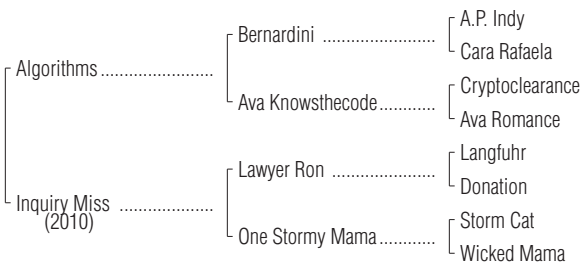 A.P. Indy
Bernardini ........................
Cara Rafaela
Algorithms........................
Cryptoclearance
Ava Knowsthecode............
Ava Romance
Langfuhr
Lawyer Ron ......................
Donation
Inquiry Miss ....................
(2010)
Storm Cat
One Stormy Mama............
Wicked Mama